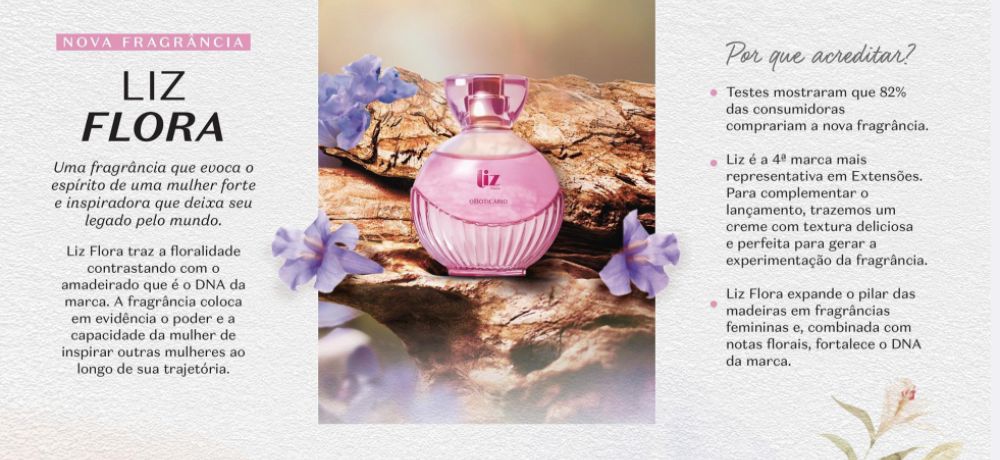 NOVA FRAGRÂNCIA
LIZ
FLORA
Uma fragrância que evoca o
espírito de uma mulher forte
e inspiradora que deixa seu
legado pelo mundo.
Liz Flora traz a floralidade
contrastando com o
amadeirado que é o DNA da
marca. A fragrância coloca
em evidência o poder e a
capacidade da mulher de
inspirar outras mulheres ao
longo de sua trajetória.
liz
oBOTICÁRIO
Por que acreditar?
Testes mostraram que 82%
das consumidoras
comprariam a nova fragrância.
Liz é a 4ª marca mais
representativa em Extensões.
Para complementar o
lançamento, trazemos um
creme com textura deliciosa
e perfeita para gerar a
experimentação da fragrância.
Liz Flora expande o pilar das
madeiras em fragrâncias
femininas e, combinada com
notas florais, fortalece o DNA
da marca.